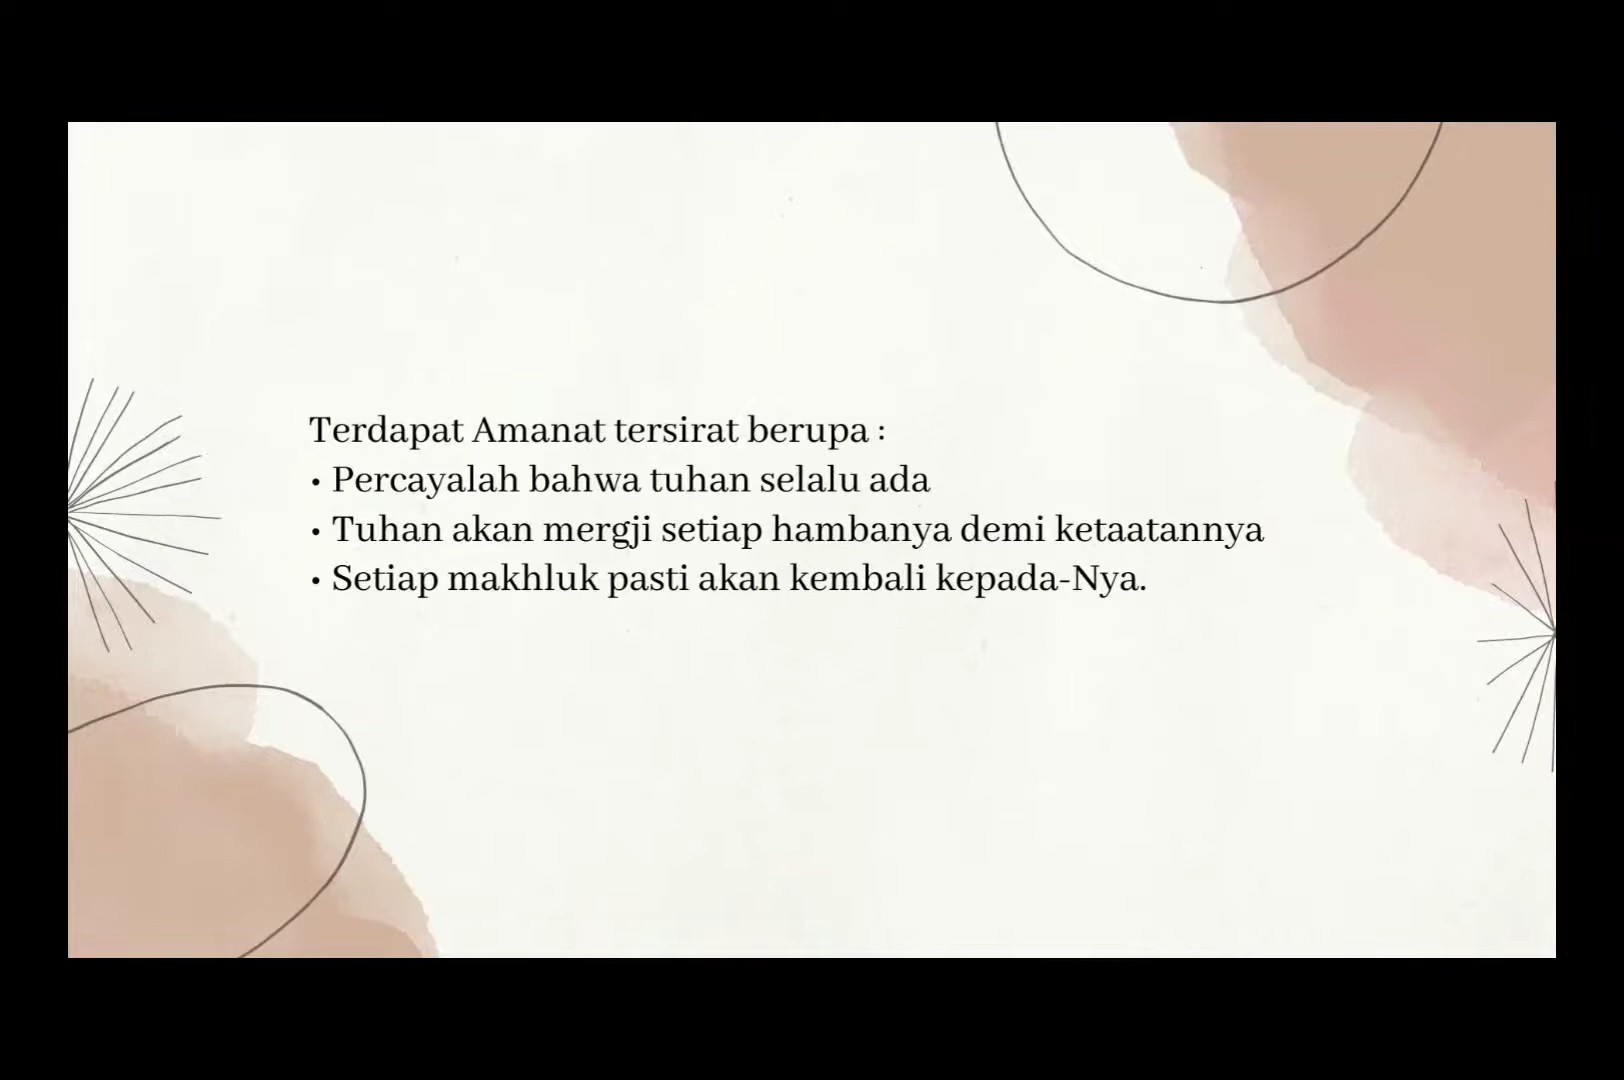 Terdapat Amanat tersirat berupa :
• Percayalah bahwa tuhan selalu ada
• Tuhan akan mergji setiap hambanya demi ketaatannya
• Setiap makhluk pasti akan kembali kepada-Nya.